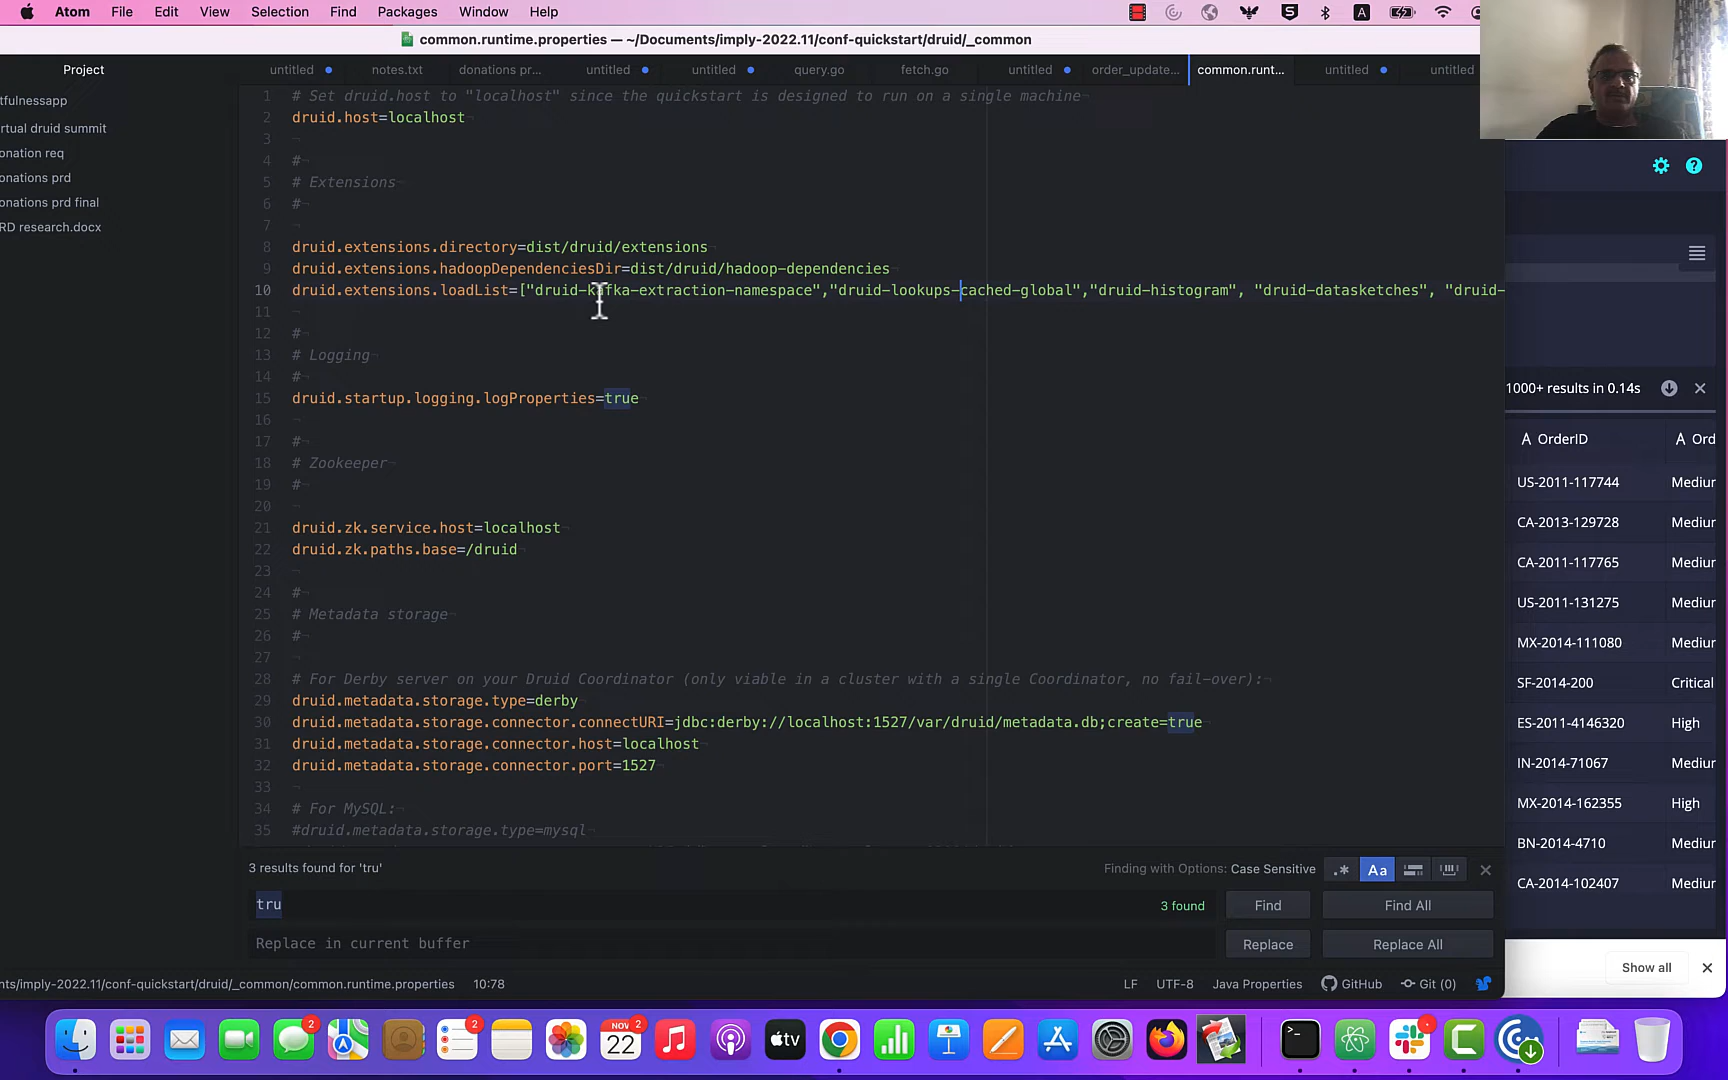 Atom File Edit View Selection Find Packages Window Help A
common.runtime.properties — ~/Documents/imply-2022.11/conf-quickstart/druid/_common
Project untitled notes.txt donations pr... untitled untitled query.go fetch.go untitled order_update... common.runt... untitled untitled
tfulnessapp
rtual druid summit
onation req
onations prd
onations prd final
RD research.docx
1 # Set druid.host to "localhost" since the quickstart is designed to run on a single machine
2 druid.host=localhost
3
4 #
5 # Extensions
6 #
7
8 druid.extensions.directory=dist/druid/extensions
9 druid.extensions.hadoopDependenciesDir=dist/druid/hadoop-dependencies
10 druid.extensions.loadList=["druid-kafka-extraction-namespace","druid-lookups-cached-global","druid-histogram", "druid-datasketches", "druid-
11
12 #
13 # Logging
14 #
15 druid.startup.logging.logProperties=true
16
17 #
18 # Zookeeper
19 #
20
21 druid.zk.service.host=localhost
22 druid.zk.paths.base=/druid
23
24 #
25 # Metadata storage
26 #
27
28 # For Derby server on your Druid Coordinator (only viable in a cluster with a single Coordinator, no fail-over):
29 druid.metadata.storage.type=derby
30 druid.metadata.storage.connector.connectURI=jdbc:derby://localhost:1527/var/druid/metadata.db;create=true
31 druid.metadata.storage.connector.host=localhost
32 druid.metadata.storage.connector.port=1527
33
34 # For MySQL:
35 #druid.metadata.storage.type=mysql
1000+ results in 0.14s
A OrderID A Ord
US-2011-117744 Mediur
CA-2013-129728 Mediur
CA-2011-117765 Mediur
US-2011-131275 Mediur
MX-2014-111080 Mediur
SF-2014-200 Critical
ES-2011-4146320 High
IN-2014-71067 Mediur
MX-2014-162355 High
BN-2014-4710 Mediur
CA-2014-102407 Mediur
3 results found for 'tru' Finding with Options: Case Sensitive .* Aa
tru 3 found Find Find All
Replace in current buffer Replace Replace All
Show all
nts/imply-2022.11/conf-quickstart/druid/_common/common.runtime.properties 10:78 LF UTF-8 Java Properties GitHub Git (0)
2 2 NOV 2
22 tv